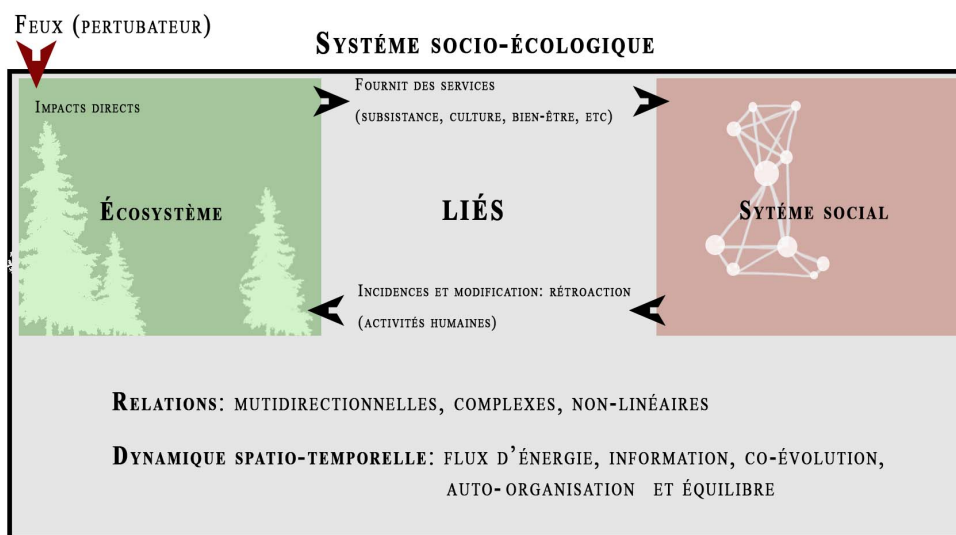 Feux (pertubateur)
Systéme socio-écologique
Impacts directs
Fournit des services
(subsistance, culture, bien-être, etc)
Écosystème
LIÉS
Sytéme social
Incidences et modification: rétroaction
(activités humaines)
Relations: mutidirectionnelles, complexes, non-linéaires
Dynamique spatio-temporelle: flux d'énergie, information, co-évolution,
auto-organisation et équilibre